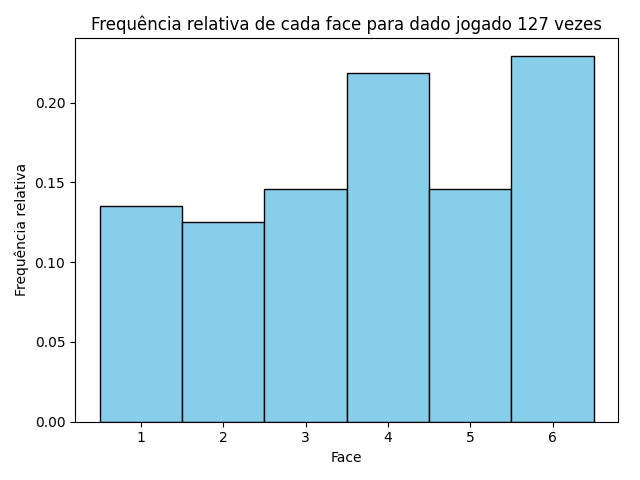 Frequência relativa de cada face para dado jogado 127 vezes
Frequência relativa
0.20
0.15
0.10
0.05
0.00
1 2 3 4 5 6
Face